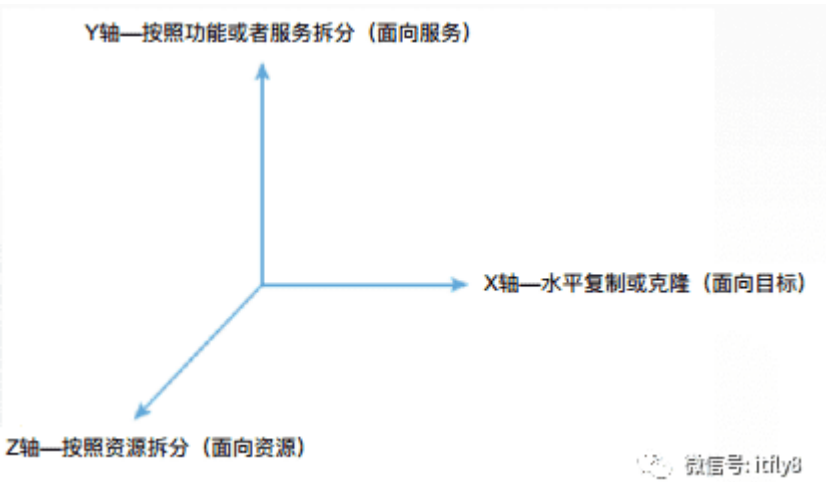 Y轴—按照功能或者服务拆分（面向服务）
X轴—水平复制或克隆（面向目标）
Z轴—按照资源拆分（面向资源）
微信号: itfly8